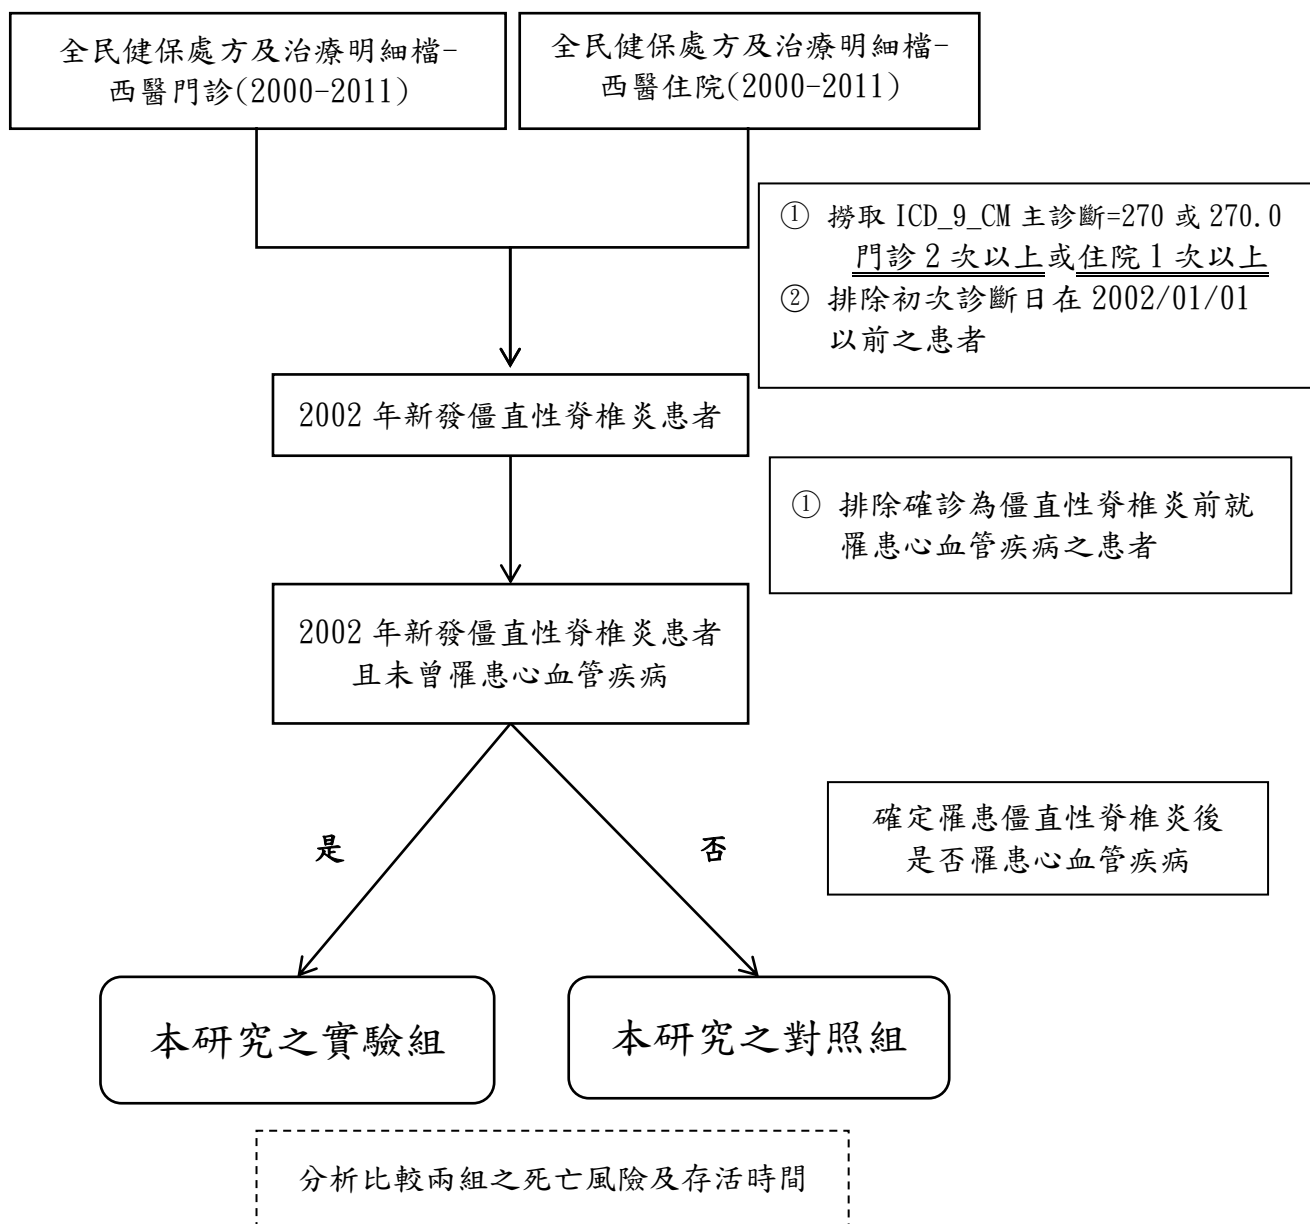 全民健保處方及治療明細檔-
西醫門診(2000-2011)
全民健保處方及治療明細檔-
西醫住院(2000-2011)
① 撈取 ICD_9_CM 主診斷=270 或 270.0
門診 2 次以上或住院 1 次以上
② 排除初次診斷日在 2002/01/01
以前之患者
2002 年新發僵直性脊椎炎患者
① 排除確診為僵直性脊椎炎前就
罹患心血管疾病之患者
2002 年新發僵直性脊椎炎患者
且未曾罹患心血管疾病
是
否
確定罹患僵直性脊椎炎後
是否罹患心血管疾病
本研究之實驗組
本研究之對照組
分析比較兩組之死亡風險及存活時間